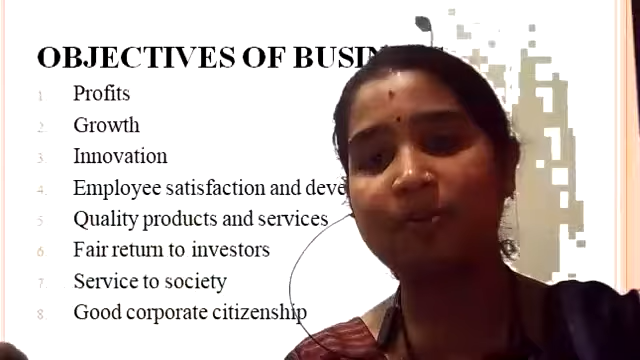 OBJECTIVES OF BUSIN
1. Profits
2. Growth
3. Innovation
4. Employee satisfaction and deve
5. Quality products and services
6. Fair return to investors
7. Service to society
8. Good corporate citizenship